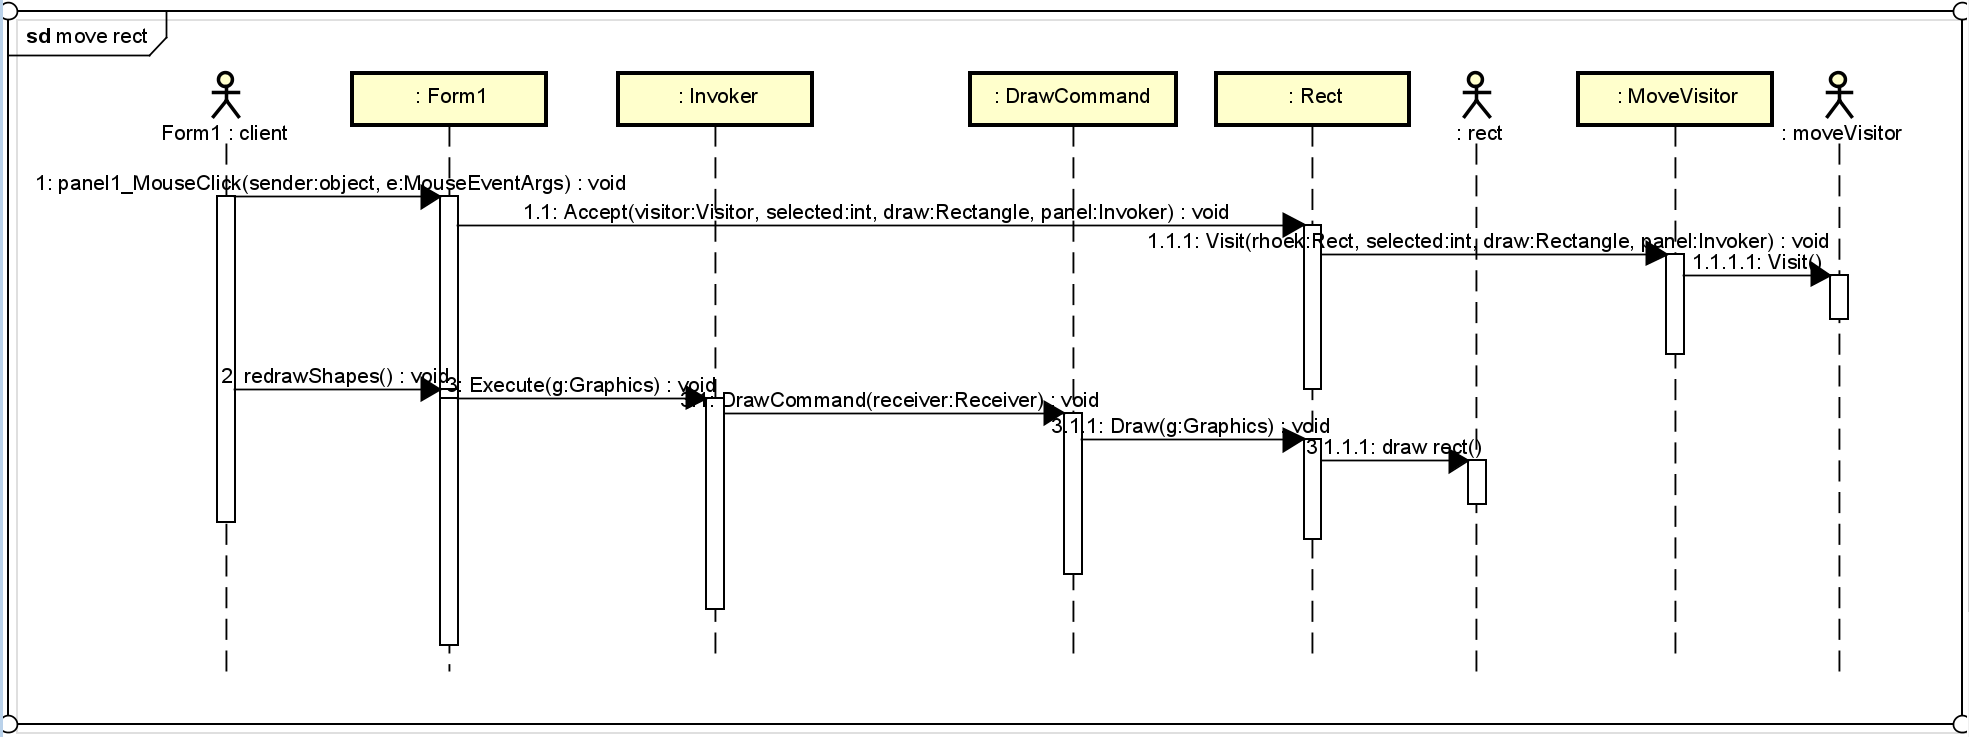 sd move rect
: Form1
: Invoker
: DrawCommand
: Rect
: MoveVisitor
Form1 : client
: rect
: moveVisitor
1: panel1_MouseClick(sender:object, e:MouseEventArgs) : void
1.1: Accept(visitor:Visitor, selected:int, draw:Rectangle, panel:Invoker) : void
1.1.1: Visit(rhoek:Rect, selected:int, draw:Rectangle, panel:Invoker) : void
1.1.1.1: Visit()
2: redrawShapes() : void
3: Execute(g:Graphics) : void
3.1: DrawCommand(receiver:Receiver) : void
3.1.1: Draw(g:Graphics) : void
3.1.1.1: draw rect()